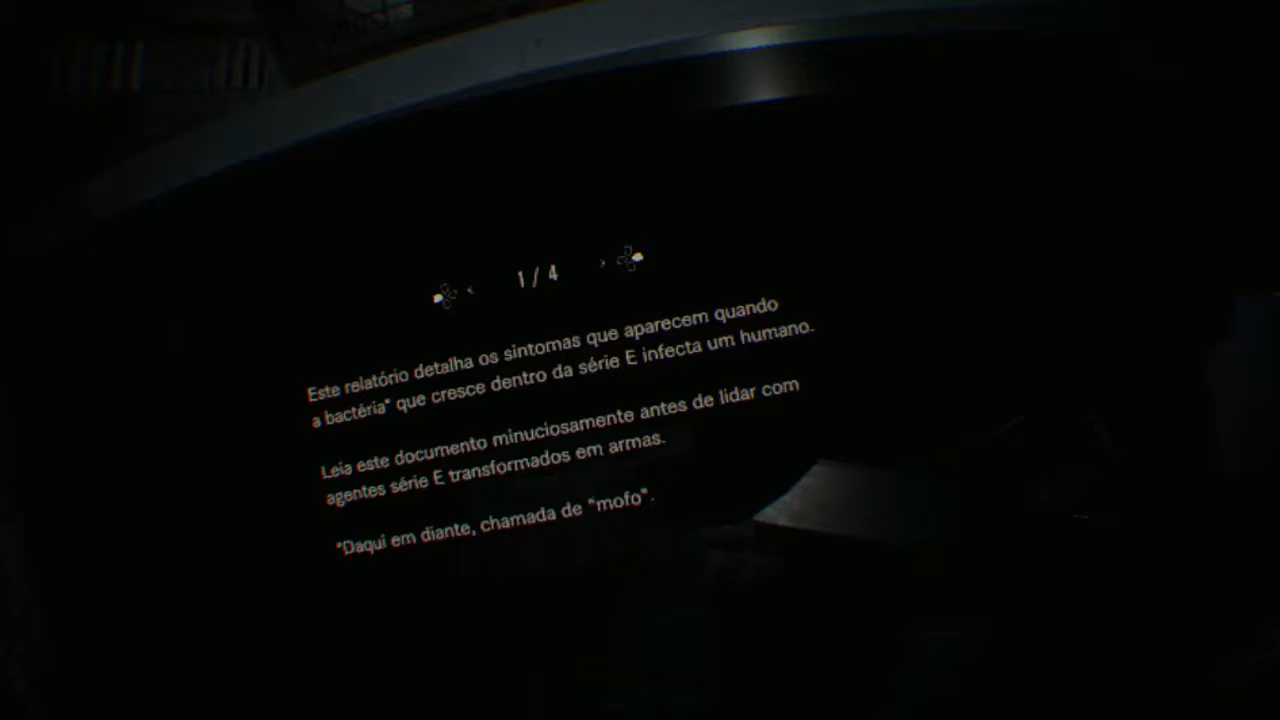 1 / 4
Este relatório detalha os sintomas que aparecem quando
a bactéria* que cresce dentro da série E infecta um humano.
Leia este documento minuciosamente antes de lidar com
agentes série E transformados em armas.
*Daqui em diante, chamada de "mofo".